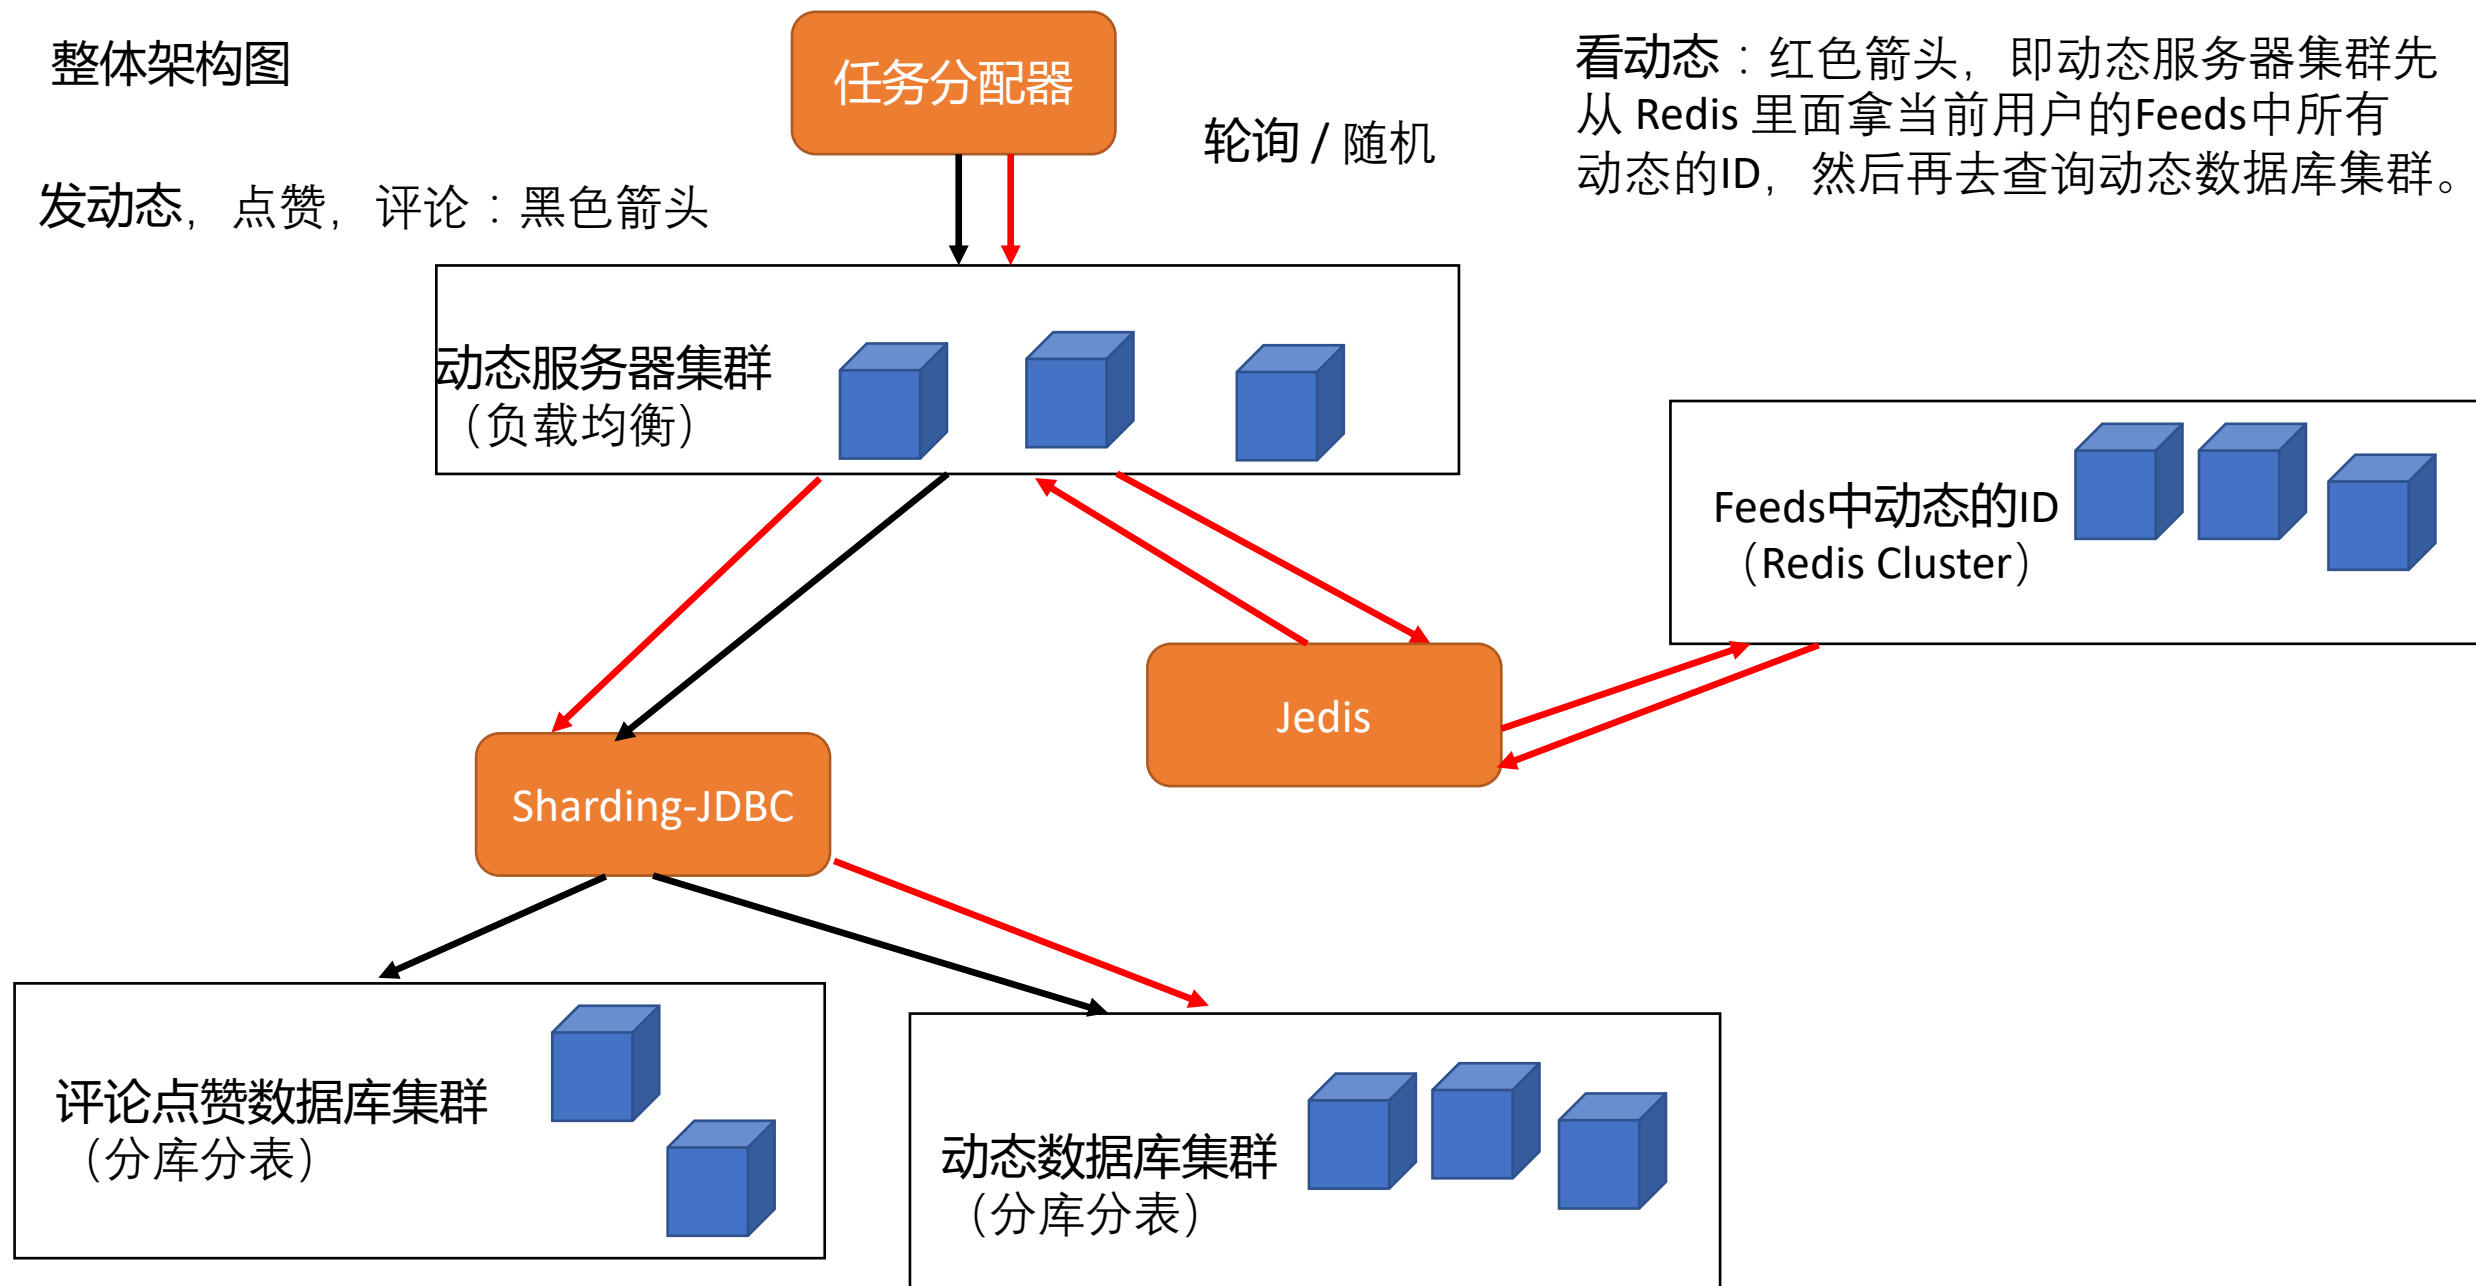 整体架构图
任务分配器
看动态：红色箭头，即动态服务器集群先
从 Redis 里面拿当前用户的Feeds中所有
动态的ID，然后再去查询动态数据库集群。
轮询 / 随机
发动态，点赞，评论：黑色箭头
动态服务器集群
（负载均衡）
Feeds中动态的ID
（Redis Cluster）
Jedis
Sharding-JDBC
评论点赞数据库集群
（分库分表）
动态数据库集群
（分库分表）